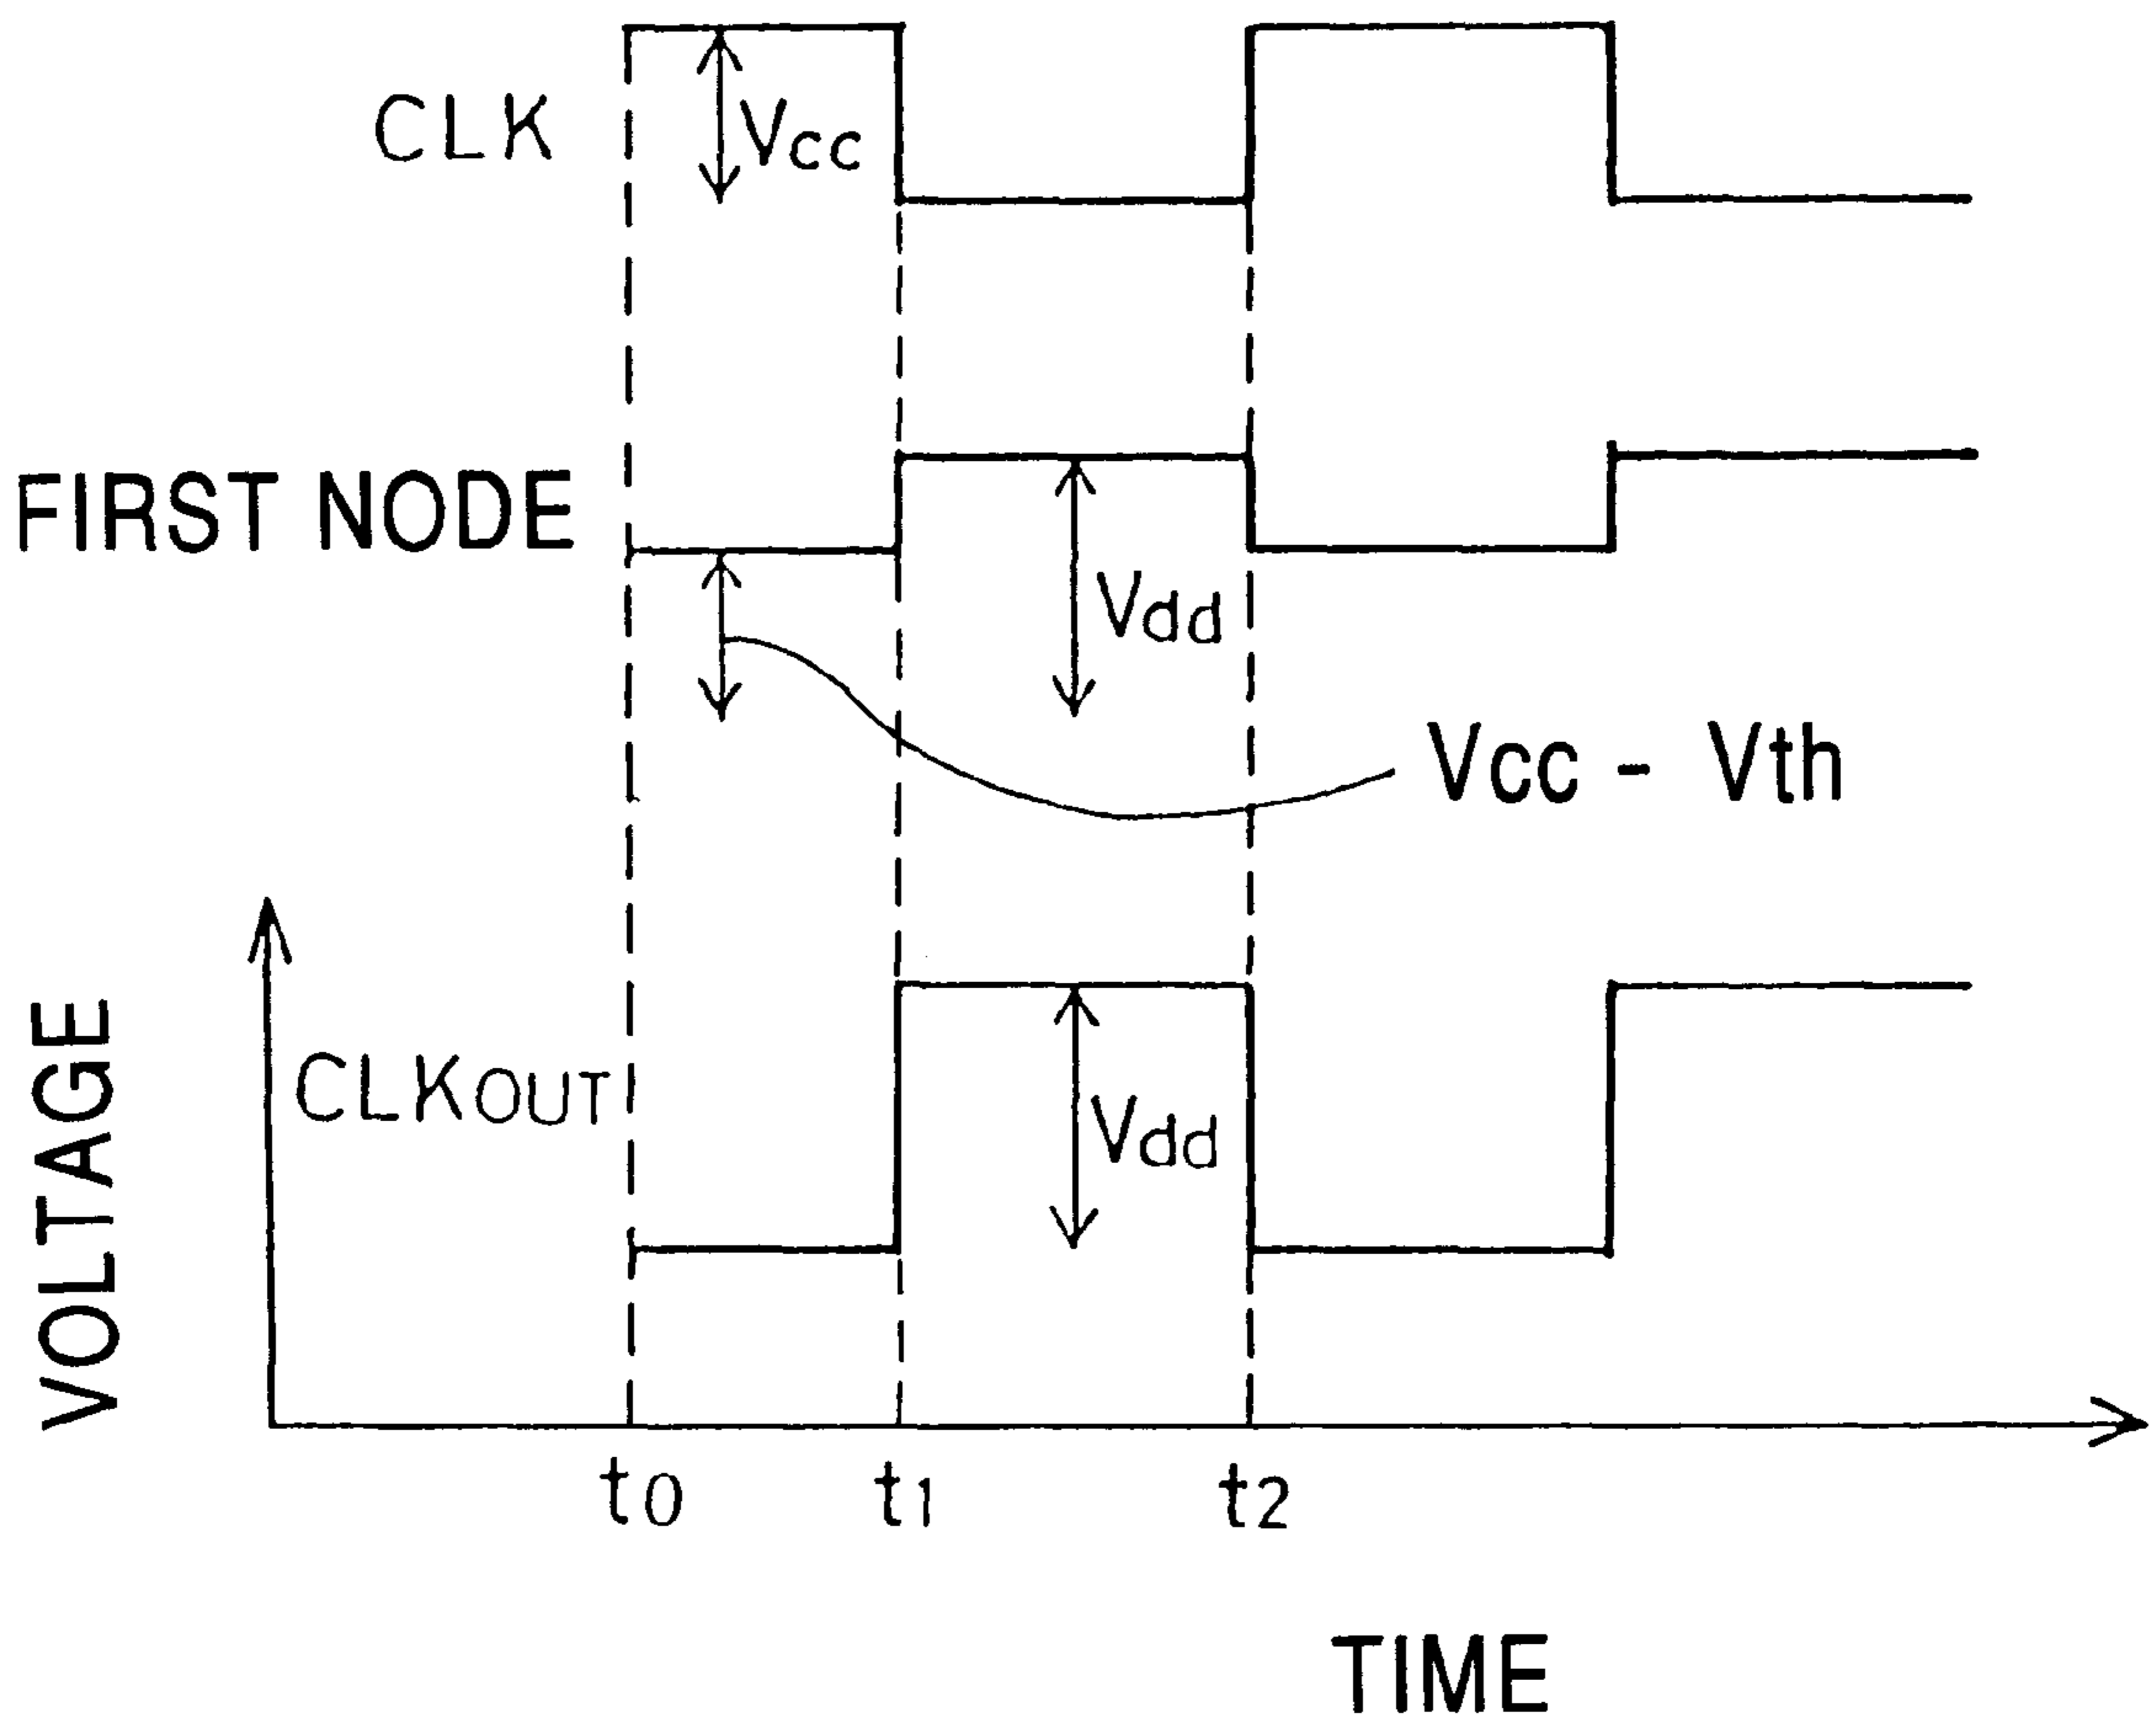 CLK
Vcc
FIRST NODE
Vdd
Vcc - Vth
VOLTAGE
CLKOUT
Vdd
t0
t1
t2
TIME